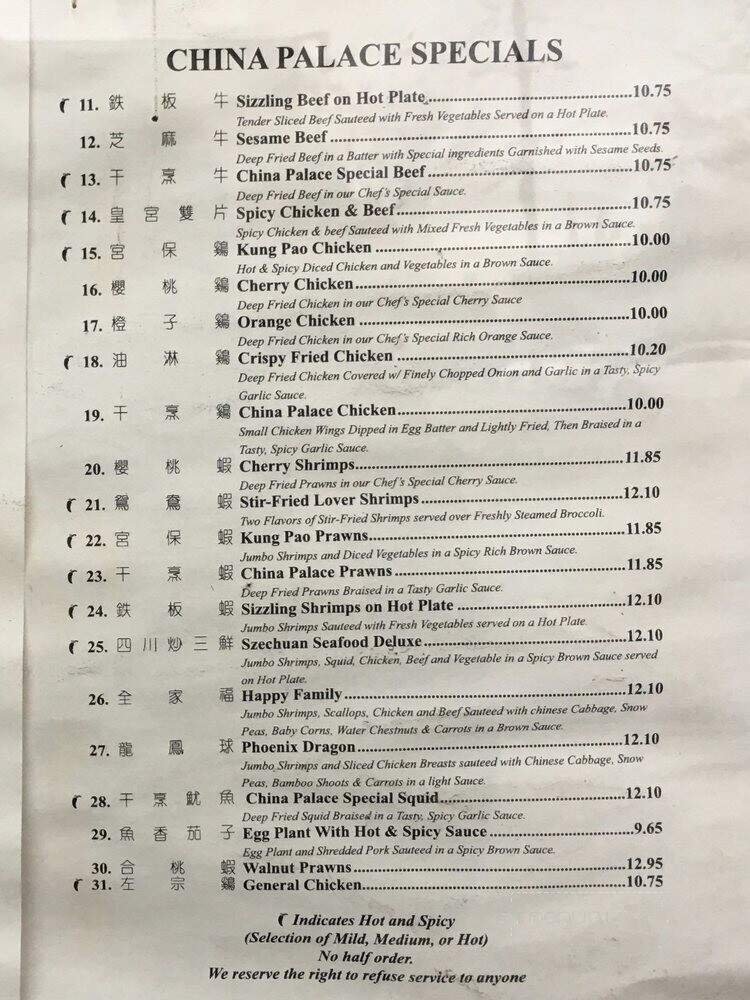 CHINA PALACE SPECIALS
11. 鉄板牛 Sizzling Beef on Hot Plate 10.75
Tender Sliced Beef Sauteed with Fresh Vegetables Served on a Hot Plate.
12. 芝麻牛 Sesame Beef 10.75
Deep Fried Beef in a Batter with Special ingredients Garnished with Sesame Seeds.
13. 干烹牛 China Palace Special Beef 10.75
Deep Fried Beef in our Chef's Special Sauce.
14. 皇宮雙片 Spicy Chicken & Beef 10.75
Spicy Chicken & beef Sauteed with Mixed Fresh Vegetables in a Brown Sauce.
15. 宮保鷄 Kung Pao Chicken 10.00
Hot & Spicy Diced Chicken and Vegetables in a Brown Sauce.
16. 櫻桃鷄 Cherry Chicken 10.00
Deep Fried Chicken in our Chef's Special Cherry Sauce
17. 橙子鷄 Orange Chicken 10.00
Deep Fried Chicken in our Chef's Special Rich Orange Sauce.
18. 油淋鷄 Crispy Fried Chicken 10.20
Deep Fried Chicken Covered w/ Finely Chopped Onion and Garlic in a Tasty, Spicy
Garlic Sauce.
19. 干烹鷄 China Palace Chicken 10.00
Small Chicken Wings Dipped in Egg Batter and Lightly Fried, Then Braised in a
Tasty, Spicy Garlic Sauce.
20. 櫻桃蝦 Cherry Shrimps 11.85
Deep Fried Prawns in our Chef's Special Cherry Sauce.
21. 鴛鴦蝦 Stir-Fried Lover Shrimps 12.10
Two Flavors of Stir-Fried Shrimps served over Freshly Steamed Broccoli.
22. 宮保蝦 Kung Pao Prawns 11.85
Jumbo Shrimps and Diced Vegetables in a Spicy Rich Brown Sauce.
23. 干烹蝦 China Palace Prawns 11.85
Deep Fried Prawns Braised in a Tasty Garlic Sauce.
24. 鉄板蝦 Sizzling Shrimps on Hot Plate 12.10
Jumbo Shrimps Sauteed with Fresh Vegetables served on a Hot Plate.
25. 四川炒三鮮 Szechuan Seafood Deluxe 12.10
Jumbo Shrimps, Squid, Chicken, Beef and Vegetable in a Spicy Brown Sauce served
on Hot Plate.
26. 全家福 Happy Family 12.10
Jumbo Shrimps, Scallops, Chicken and Beef Sauteed with chinese Cabbage, Snow
Peas, Baby Corns, Water Chestnuts & Carrots in a Brown Sauce.
27. 龍鳳球 Phoenix Dragon 12.10
Jumbo Shrimps and Sliced Chicken Breasts sauteed with Chinese Cabbage, Snow
Peas, Bamboo Shoots & Carrots in a light Sauce.
28. 干烹魷魚 China Palace Special Squid 12.10
Deep Fried Squid Braised in a Tasty, Spicy Garlic Sauce.
29. 魚香茄子 Egg Plant With Hot & Spicy Sauce 9.65
Egg Plant and Shredded Pork Sauteed in a Spicy Brown Sauce.
30. 合桃蝦 Walnut Prawns 12.95
31. 左宗鷄 General Chicken 10.75
Indicates Hot and Spicy
(Selection of Mild, Medium, or Hot)
No half order.
We reserve the right to refuse service to anyone